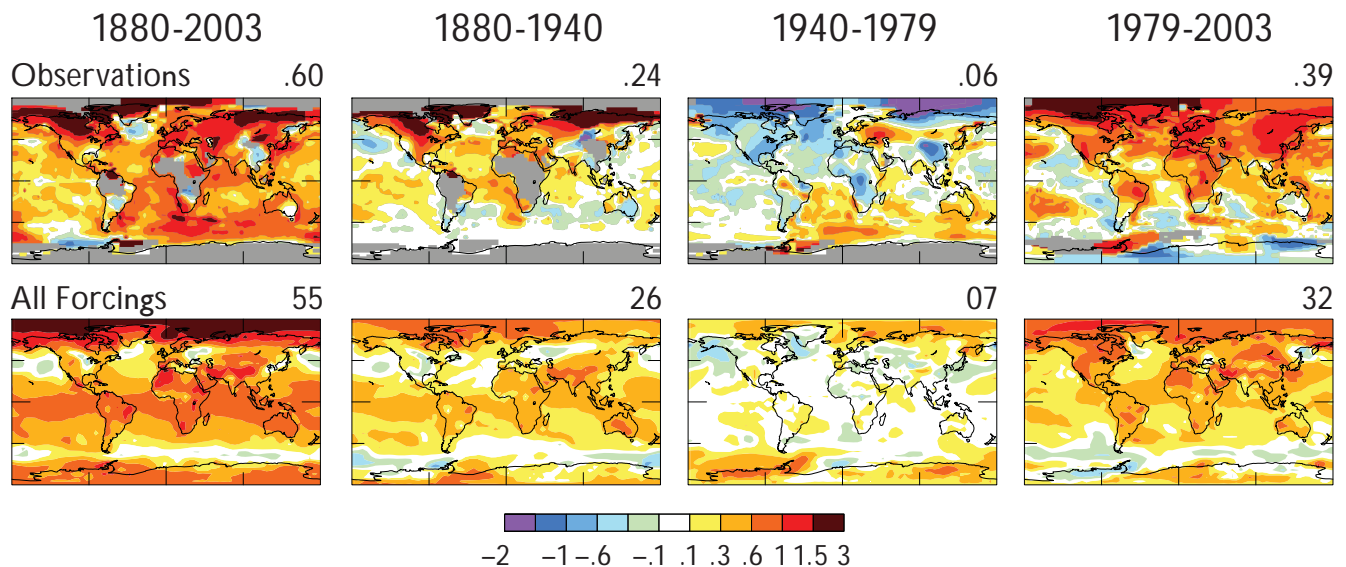 1880-2003 1880-1940 1940-1979 1979-2003
Observations .60 .24 .06 .39
All Forcings 55 26 07 32
−2 −1 −.6 −.1 .1 .3 .6 1 1.5 3